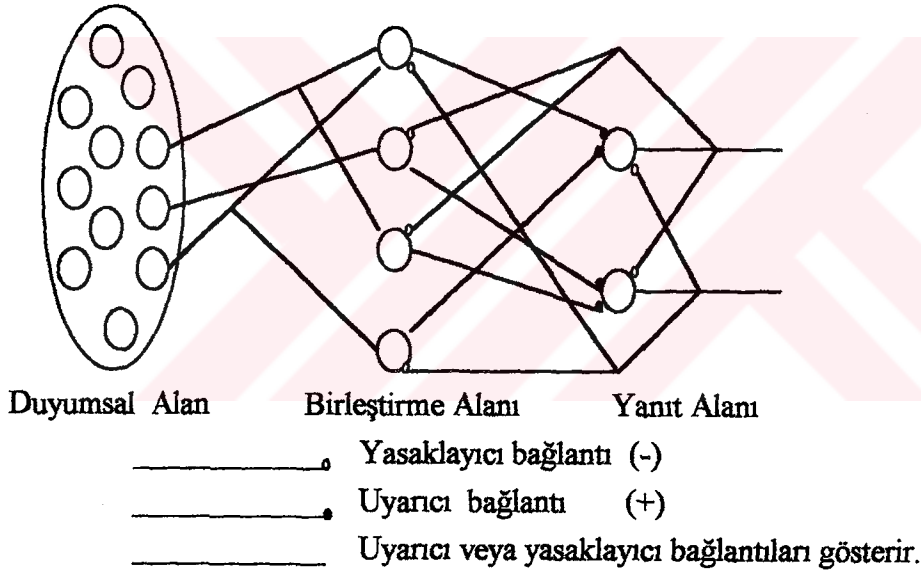 Duyumsal Alan Birleştirme Alanı Yanıt Alanı
Yasaklayıcı bağlantı (-)
Uyarıcı bağlantı (+)
Uyarıcı veya yasaklayıcı bağlantıları gösterir.